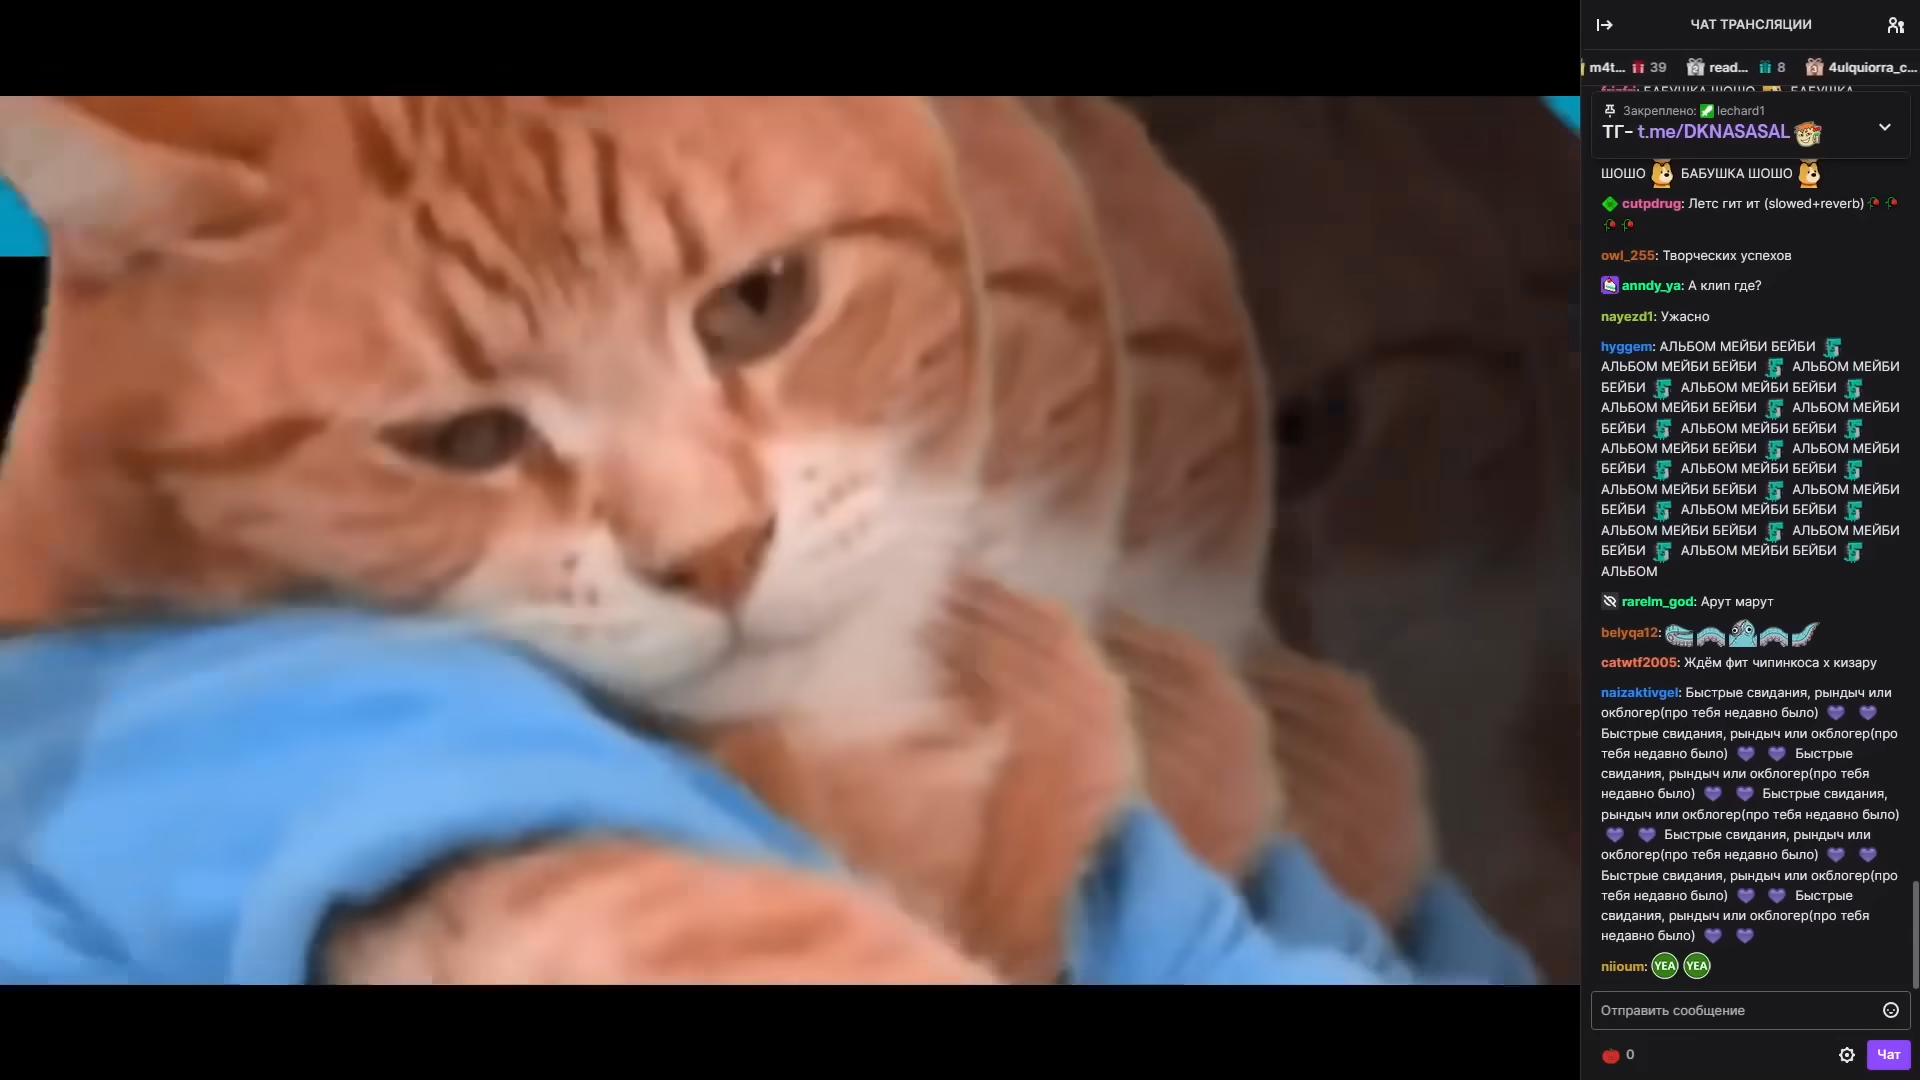 ЧАТ ТРАНСЛЯЦИИ
m4t... 39 read... 8 4ulquiorra_c...
Закреплено: lechard1
ТГ- t.me/DKNASASAL
ШОШО БАБУШКА ШОШО
cutpdrug: Летс гит ит (slowed+reverb)
owl_255: Творческих успехов
anndy_ya: А клип где?
nayezd1: Ужасно
hyggem: АЛЬБОМ МЕЙБИ БЕЙБИ
АЛЬБОМ МЕЙБИ БЕЙБИ АЛЬБОМ МЕЙБИ
БЕЙБИ АЛЬБОМ МЕЙБИ БЕЙБИ
АЛЬБОМ МЕЙБИ БЕЙБИ АЛЬБОМ МЕЙБИ
БЕЙБИ АЛЬБОМ МЕЙБИ БЕЙБИ
АЛЬБОМ МЕЙБИ БЕЙБИ АЛЬБОМ МЕЙБИ
БЕЙБИ АЛЬБОМ МЕЙБИ БЕЙБИ
АЛЬБОМ МЕЙБИ БЕЙБИ АЛЬБОМ МЕЙБИ
БЕЙБИ АЛЬБОМ МЕЙБИ БЕЙБИ
АЛЬБОМ МЕЙБИ БЕЙБИ АЛЬБОМ МЕЙБИ
БЕЙБИ АЛЬБОМ МЕЙБИ БЕЙБИ
АЛЬБОМ
rarelm_god: Арут марут
belyqa12:
catwtf2005: Ждём фит чипинкоса х кизару
naizaktivgel: Быстрые свидания, рындыч или
окблогер(про тебя недавно было)
Быстрые свидания, рындыч или окблогер(про
тебя недавно было) Быстрые
свидания, рындыч или окблогер(про тебя
недавно было) Быстрые свидания,
рындыч или окблогер(про тебя недавно было)
Быстрые свидания, рындыч или
окблогер(про тебя недавно было)
Быстрые свидания, рындыч или окблогер(про
тебя недавно было) Быстрые
свидания, рындыч или окблогер(про тебя
недавно было)
niioum: YEA YEA
Отправить сообщение
0 Чат